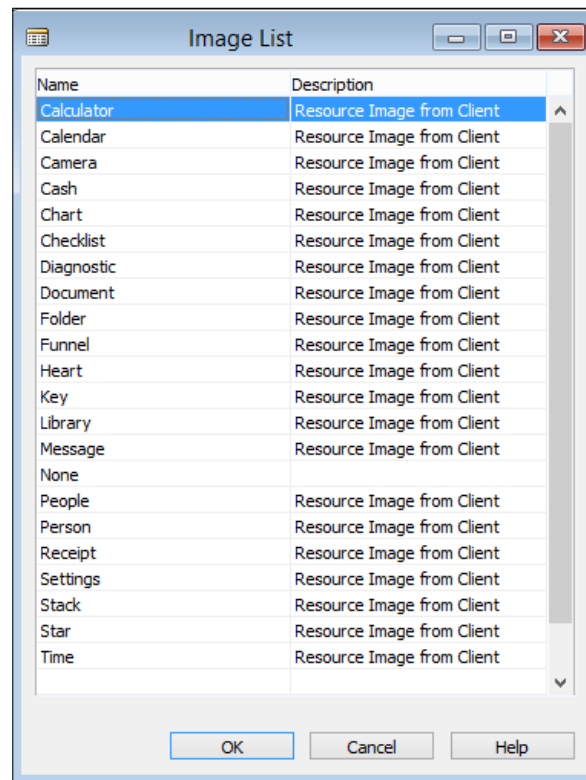 Image List
Name Description
Calculator Resource Image from Client
Calendar Resource Image from Client
Camera Resource Image from Client
Cash Resource Image from Client
Chart Resource Image from Client
Checklist Resource Image from Client
Diagnostic Resource Image from Client
Document Resource Image from Client
Folder Resource Image from Client
Funnel Resource Image from Client
Heart Resource Image from Client
Key Resource Image from Client
Library Resource Image from Client
Message Resource Image from Client
None
People Resource Image from Client
Person Resource Image from Client
Receipt Resource Image from Client
Settings Resource Image from Client
Stack Resource Image from Client
Star Resource Image from Client
Time Resource Image from Client
OK Cancel Help